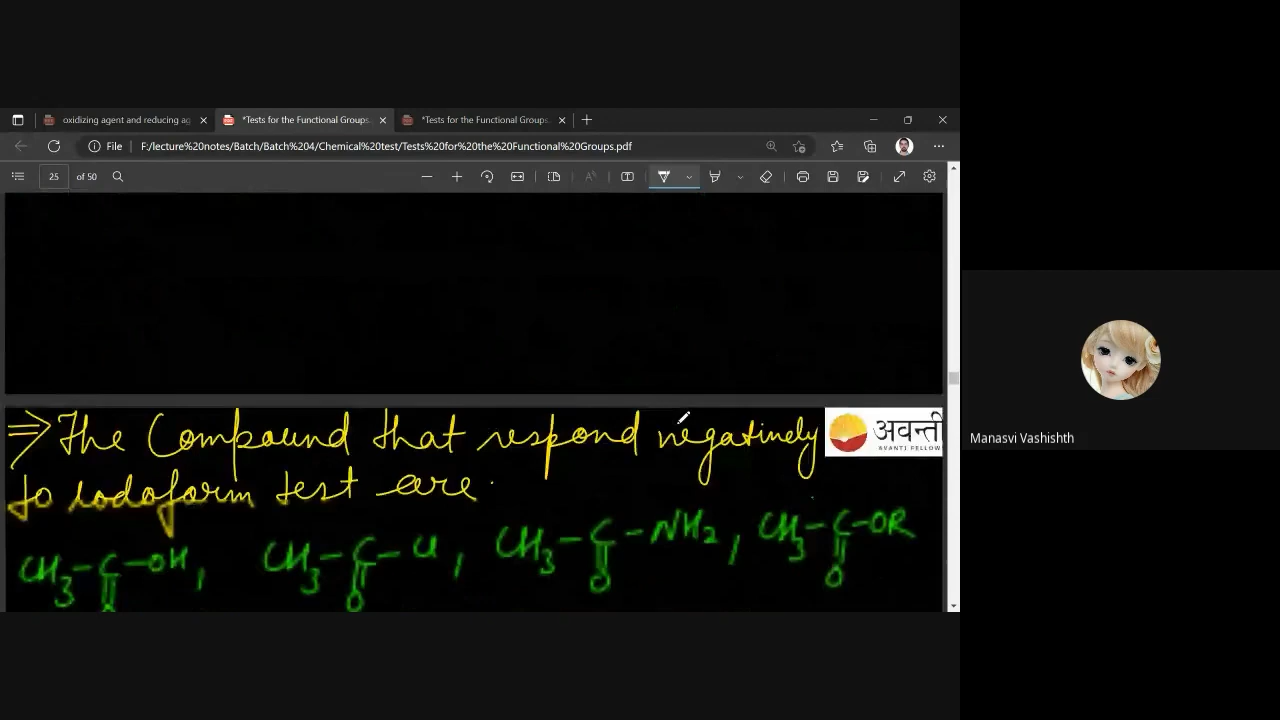 oxidizing agent and reducing ag
*Tests for the Functional Groups.
*Tests for the Functional Groups.
File
F:/lecture%20notes/Batch/Batch%204/Chemical%20test/Tests%20for%20the%20Functional%20Groups.pdf
25 of 50
⇒ The Compound that respond negatively
to iodoform test are.
CH3-C-OH, CH3-C-Cl, CH3-C-NH2, CH3-C-OR
O O O O
अवन्ती
AVANTI FELLOW
Manasvi Vashishth